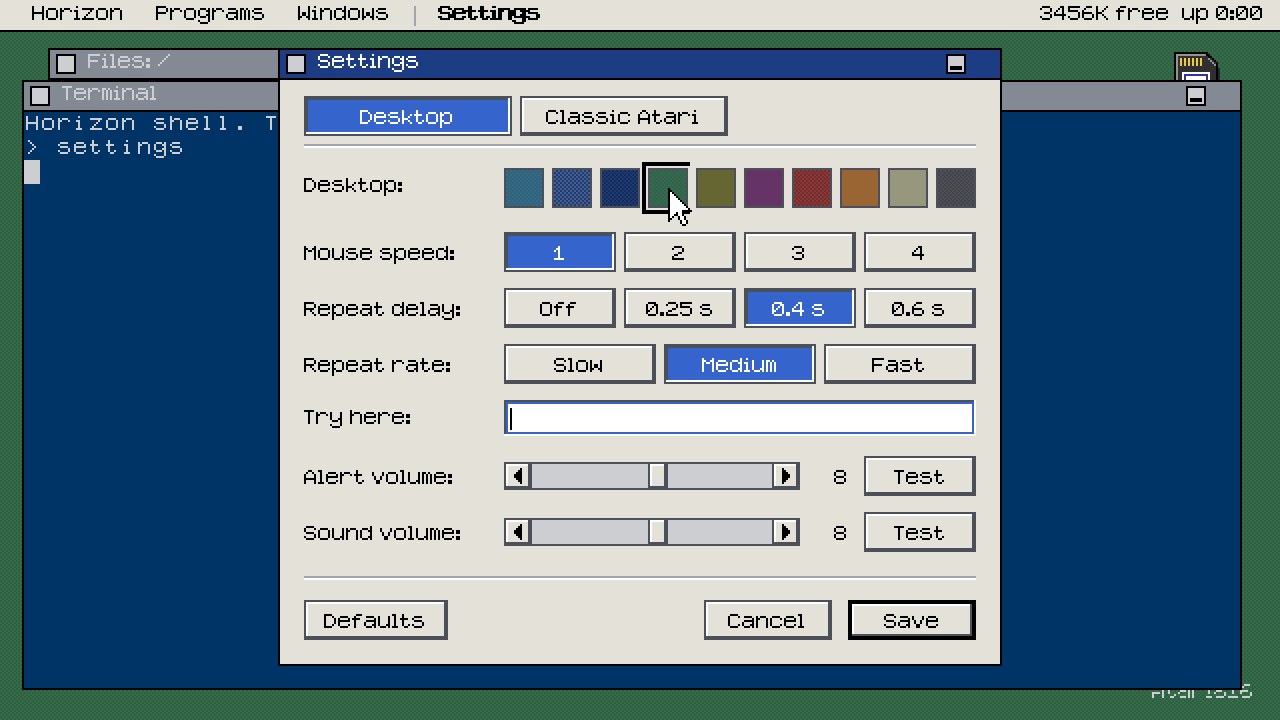 Horizon Programs Windows | Settings 3456K free up 0:00
Files: /
Settings
Terminal
Horizon shell. T
> settings
Desktop Classic Atari
Desktop:
Mouse speed: 1 2 3 4
Repeat delay: Off 0.25 s 0.4 s 0.6 s
Repeat rate: Slow Medium Fast
Try here:
Alert volume: 8 Test
Sound volume: 8 Test
Defaults Cancel Save